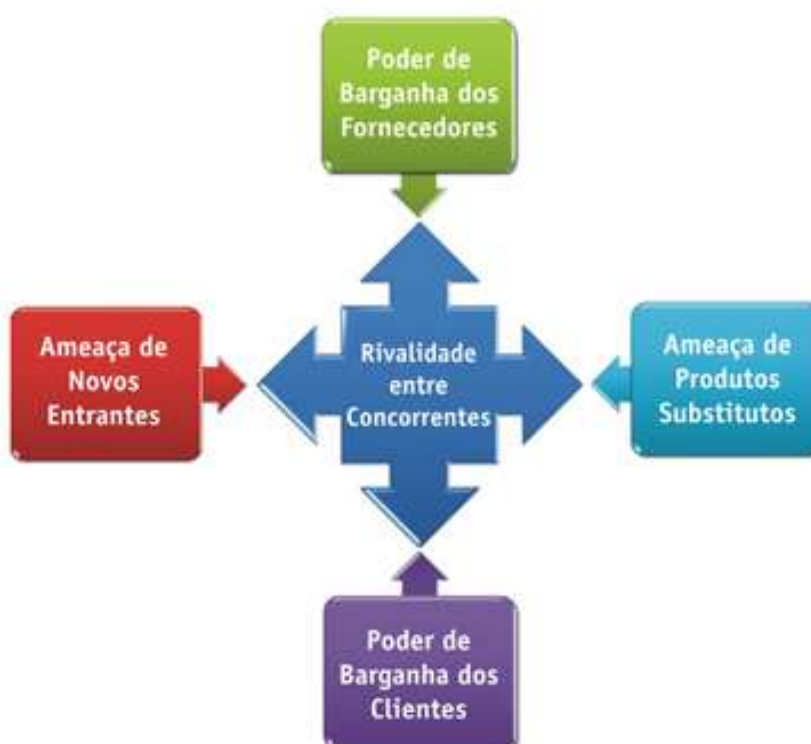 Poder de
Barganha dos
Fornecedores
Ameaça de
Novos
Entrantes
Rivalidade
entre
Concorrentes
Ameaça de
Produtos
Substitutos
Poder de
Barganha dos
Clientes